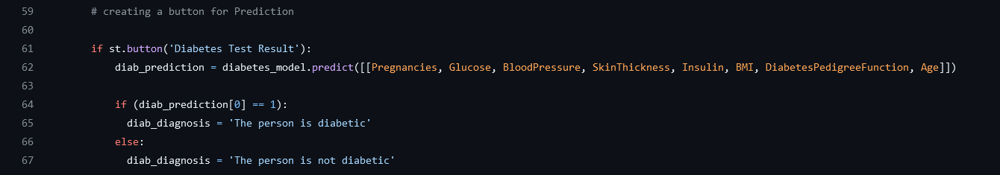 59 # creating a button for Prediction
60
61 if st.button('Diabetes Test Result'):
62 diab_prediction = diabetes_model.predict([[Pregnancies, Glucose, BloodPressure, SkinThickness, Insulin, BMI, DiabetesPedigreeFunction, Age]])
63
64 if (diab_prediction[0] == 1):
65 diab_diagnosis = 'The person is diabetic'
66 else:
67 diab_diagnosis = 'The person is not diabetic'